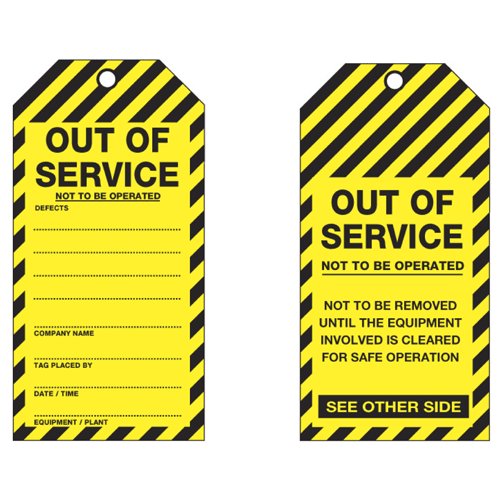 OUT OF
SERVICE
NOT TO BE OPERATED
DEFECTS
COMPANY NAME
TAG PLACED BY
DATE / TIME
EQUIPMENT / PLANT
OUT OF
SERVICE
NOT TO BE OPERATED
NOT TO BE REMOVED
UNTIL THE EQUIPMENT
INVOLVED IS CLEARED
FOR SAFE OPERATION
SEE OTHER SIDE